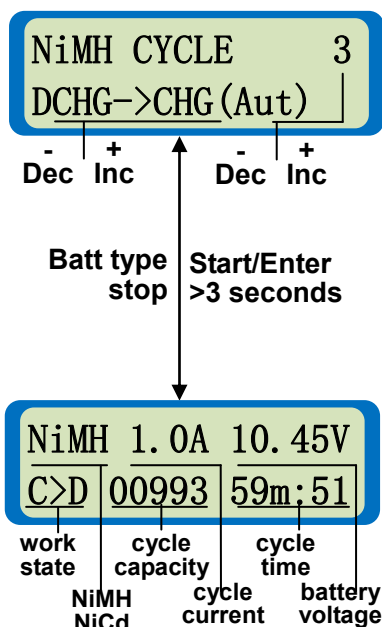 NiMH CYCLE 3
DCHG->CHG(Aut)
- + - +
Dec Inc Dec Inc
Batt type Start/Enter
stop >3 seconds
NiMH 1.0A 10.45V
C>D 00993 59m:51
work cycle cycle
state capacity time
NiMH cycle battery
NiCd current voltage